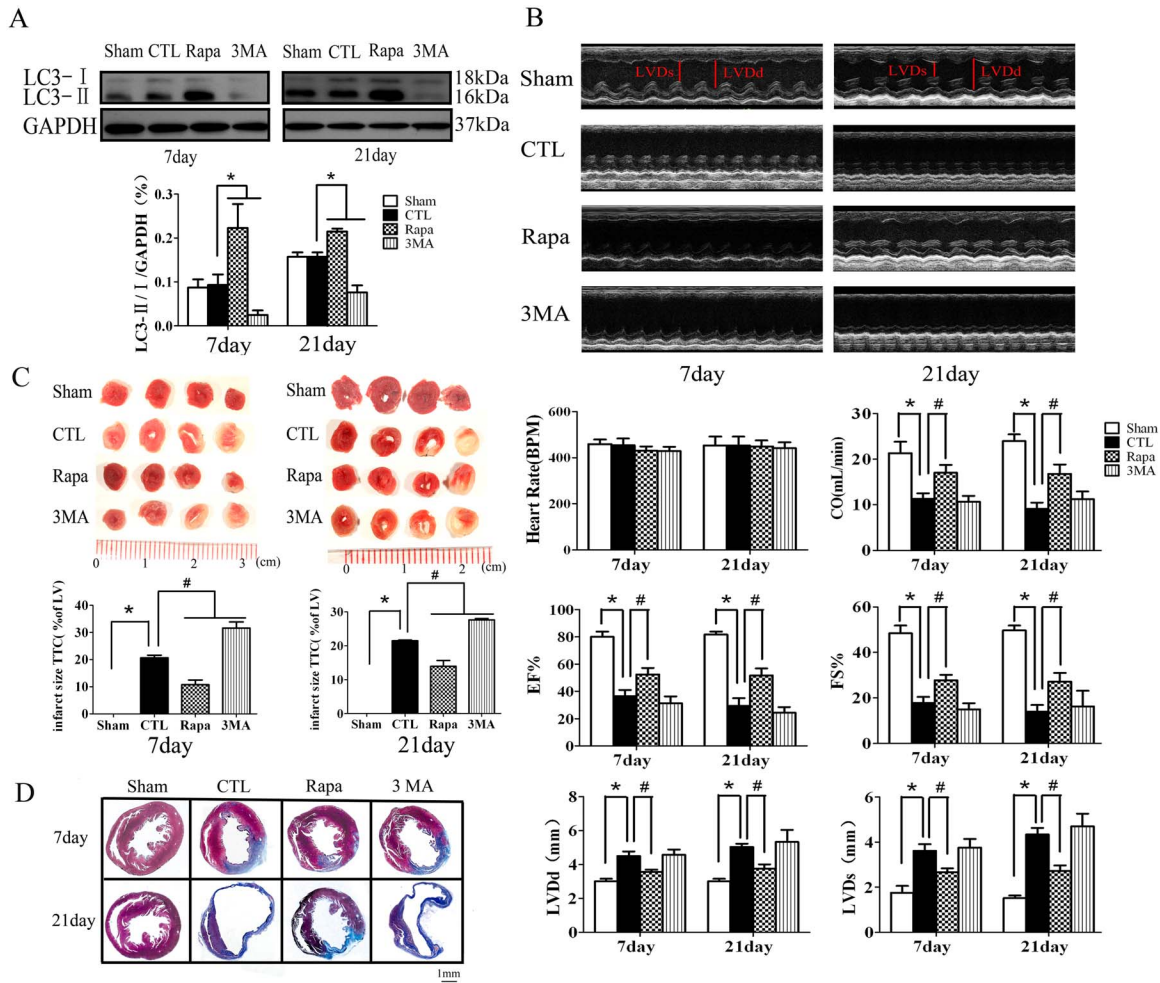 A
Sham CTL Rapa 3MA Sham CTL Rapa 3MA
LC3-Ⅰ 18kDa
LC3-Ⅱ 16kDa
GAPDH 37kDa
7day 21day
LC3-Ⅱ/Ⅰ/GAPDH (%)
0.3
0.2
0.1
0.0
* *
Sham
CTL
Rapa
3MA
7day 21day
B
Sham LVDs LVDd LVDs LVDd
CTL
Rapa
3MA
7day 21day
Heart Rate(BPM)
600
400
200
0
7day 21day
CO(mL/min)
30
20
10
0
* # * #
7day 21day
Sham
CTL
Rapa
3MA
EF%
100
80
60
40
20
0
* # * #
7day 21day
FS%
60
40
20
0
* # * #
7day 21day
LVDd (mm)
8
6
4
2
0
* # * #
7day 21day
LVDs (mm)
8
6
4
2
0
* # * #
7day 21day
C
Sham Sham
CTL CTL
Rapa Rapa
3MA 3MA
0 1 2 3 (cm) 0 1 2 (cm)
infarct size TTC( %of LV)
40
30
20
10
0
* #
Sham CTL Rapa 3MA
7day
infarct size TTC( %of LV)
40
30
20
10
0
* #
Sham CTL Rapa 3MA
21day
D
Sham CTL Rapa 3 MA
7day
21day
1mm